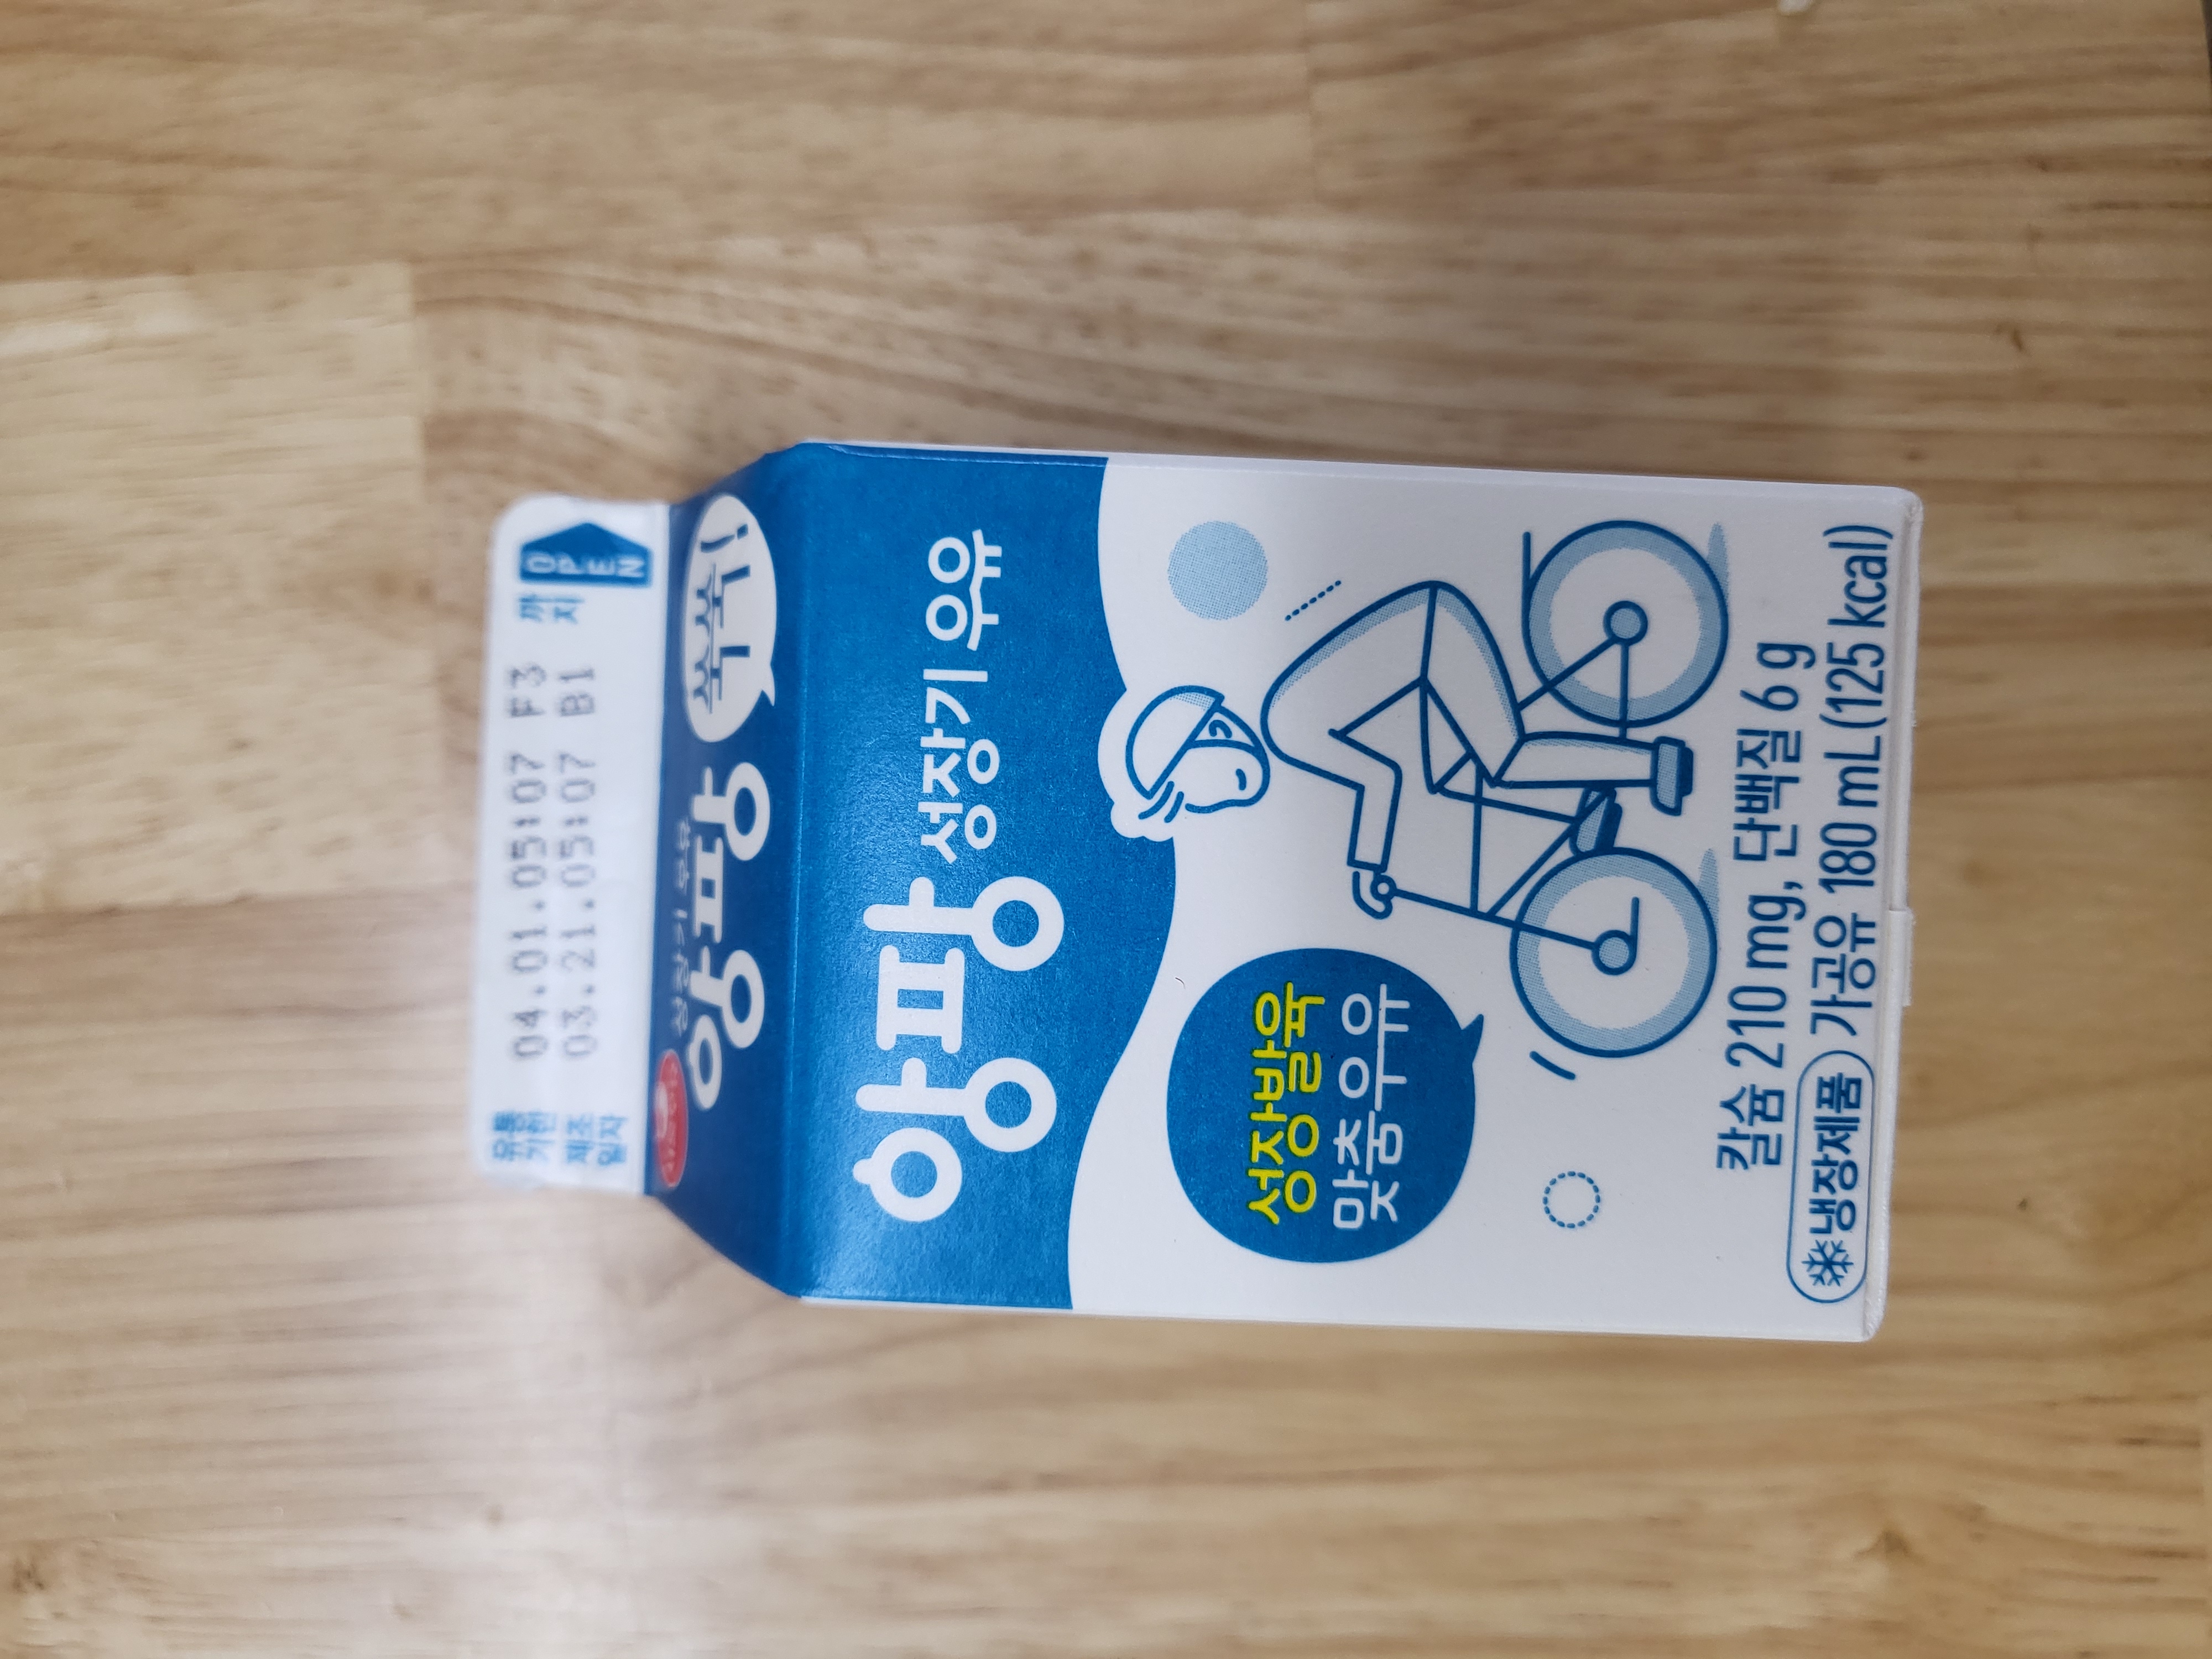 유통
기한
04.01.05:07 F3
까지
제조
일자
03.21.05:07 B1
OPEN
성장기 우유
앙팡
쑥쑥!
앙팡 성장기 우유
성장발육
맞춤우유
칼슘 210 mg, 단백질 6 g
냉장제품 가공유 180 mL(125 kcal)